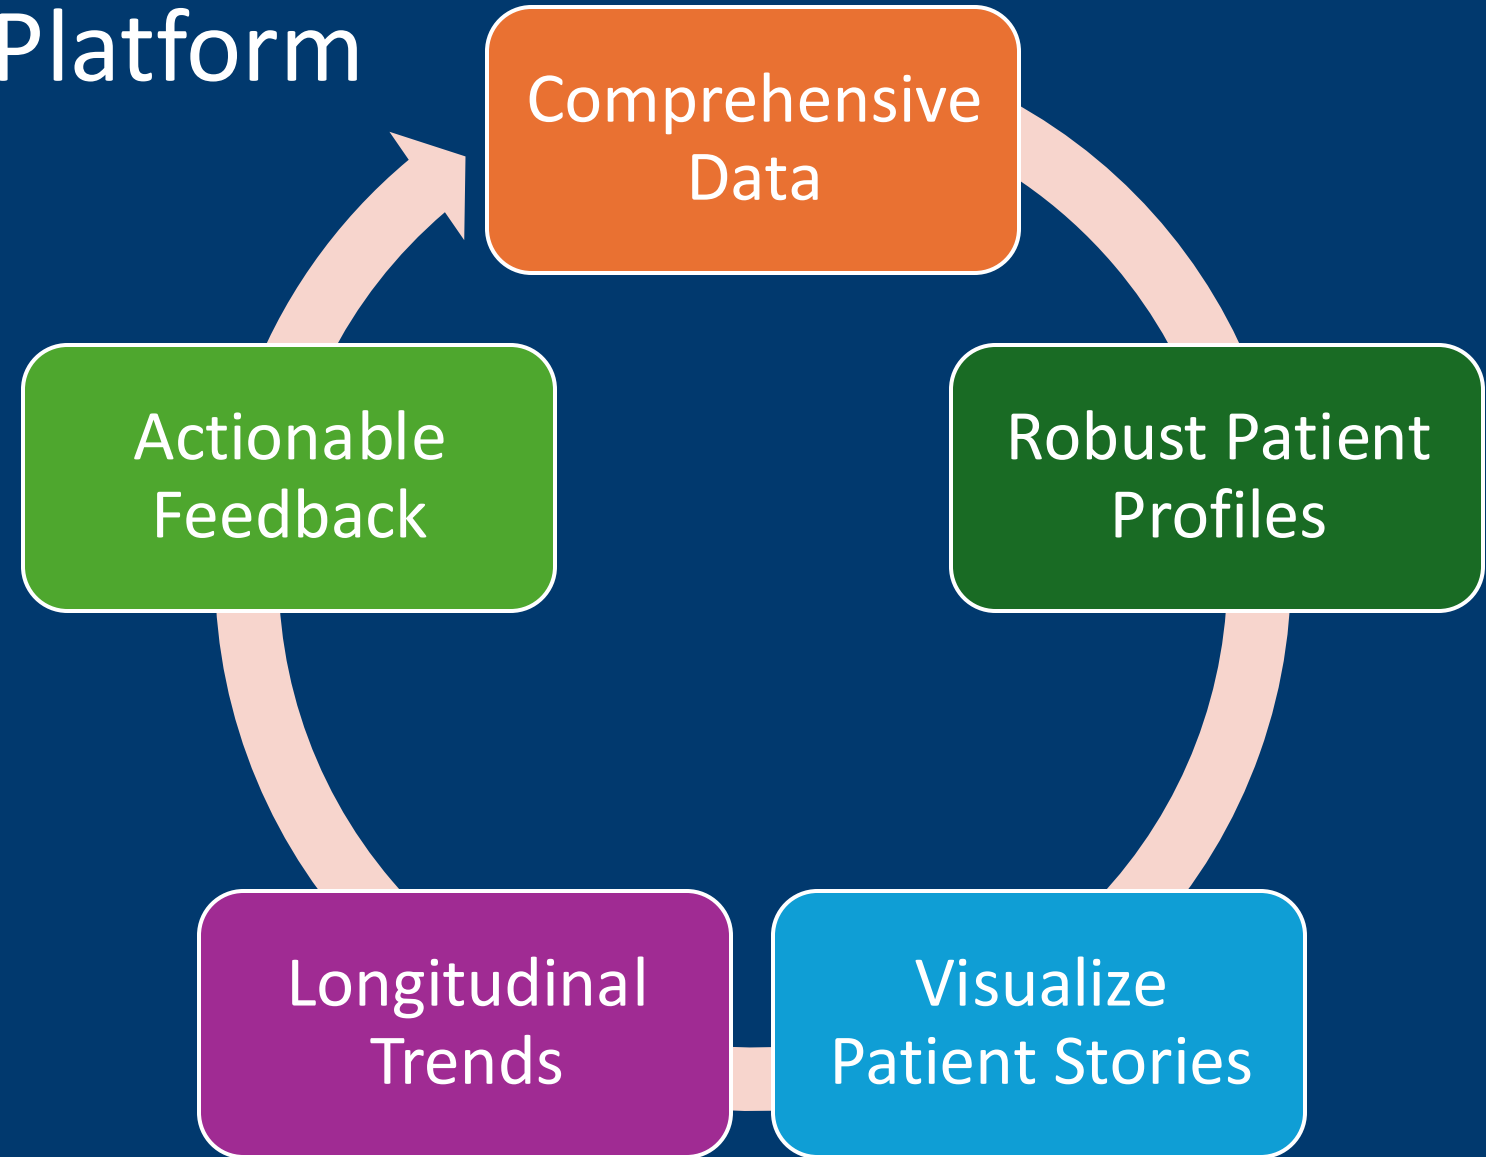 Platform
Comprehensive
Data
Robust Patient
Profiles
Visualize
Patient Stories
Longitudinal
Trends
Actionable
Feedback